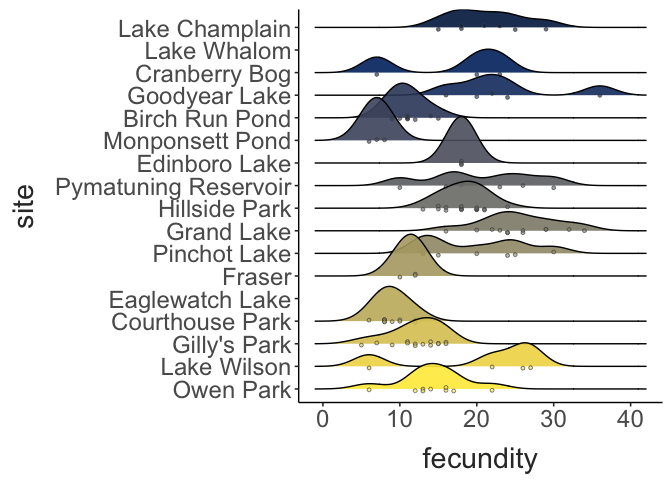 Lake Champlain
Lake Whalom
Cranberry Bog
Goodyear Lake
Birch Run Pond
Monponsett Pond
Edinboro Lake
Pymatuning Reservoir
Hillside Park
Grand Lake
Pinchot Lake
Fraser
Eaglewatch Lake
Courthouse Park
Gilly's Park
Lake Wilson
Owen Park
site
0 10 20 30 40
fecundity